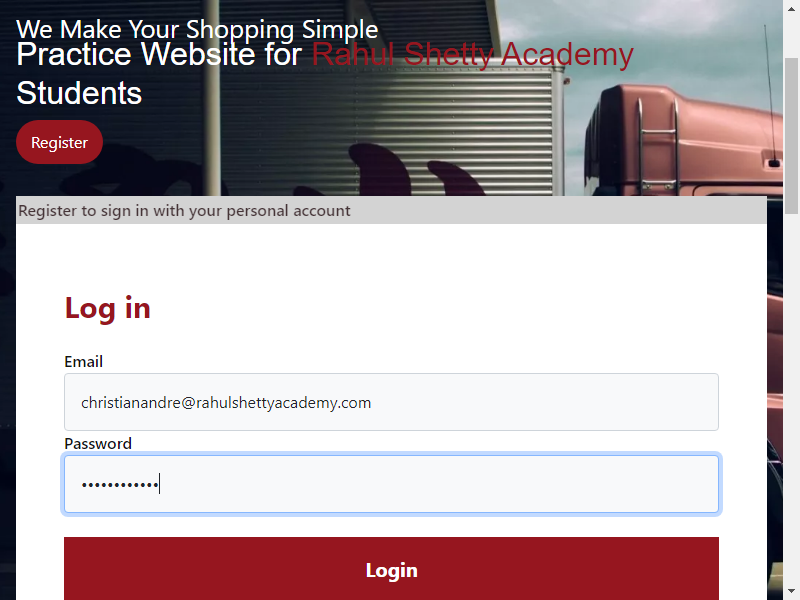 We Make Your Shopping Simple
Practice Website for Rahul Shetty Academy
Students
Register
Register to sign in with your personal account
Log in
Email
christianandre@rahulshettyacademy.com
Password
••••••••••••
Login